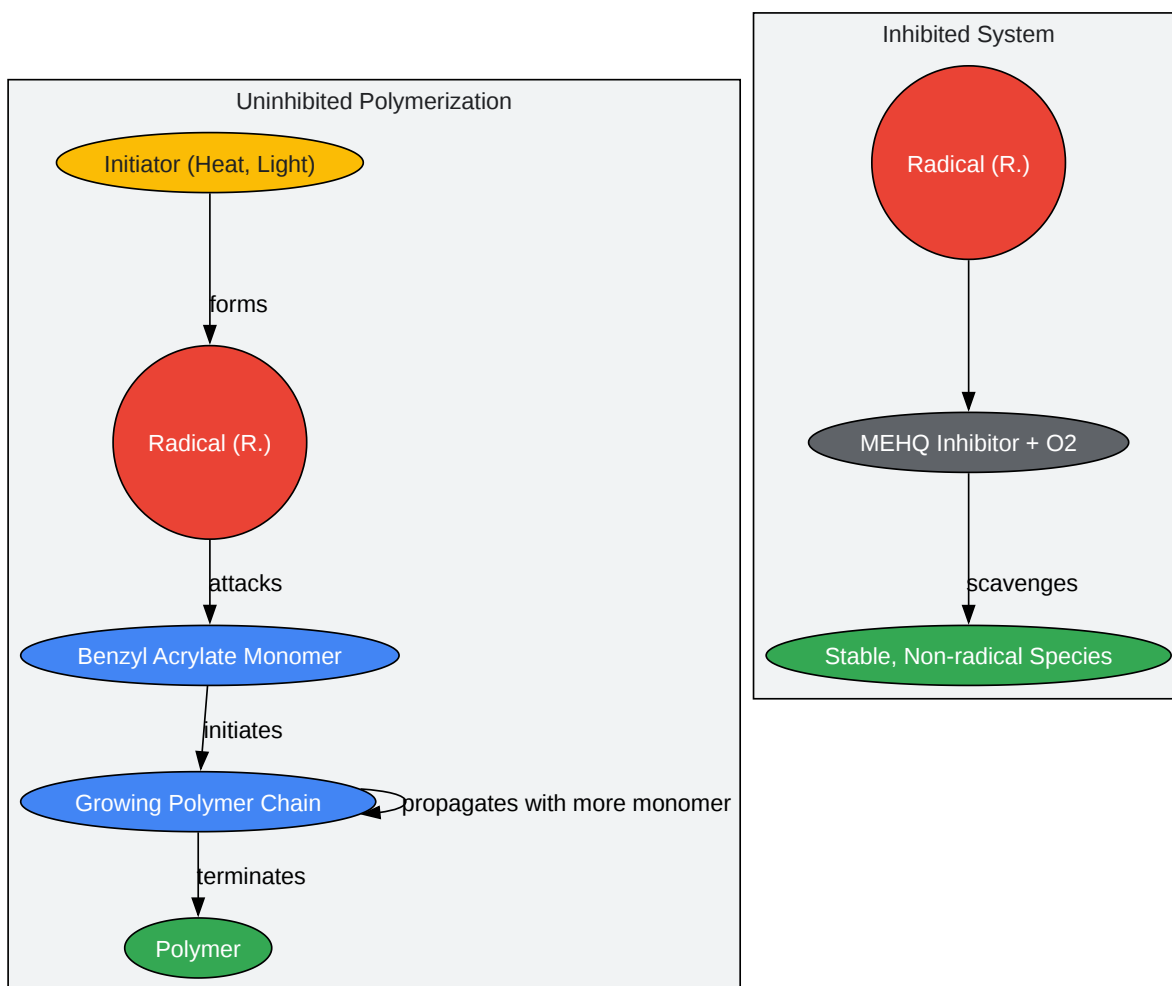 Uninhibited Polymerization
Initiator (Heat, Light)
forms
Radical (R.)
attacks
Benzyl Acrylate Monomer
initiates
Growing Polymer Chain
propagates with more monomer
terminates
Polymer
Inhibited System
Radical (R.)
MEHQ Inhibitor + O2
scavenges
Stable, Non-radical Species